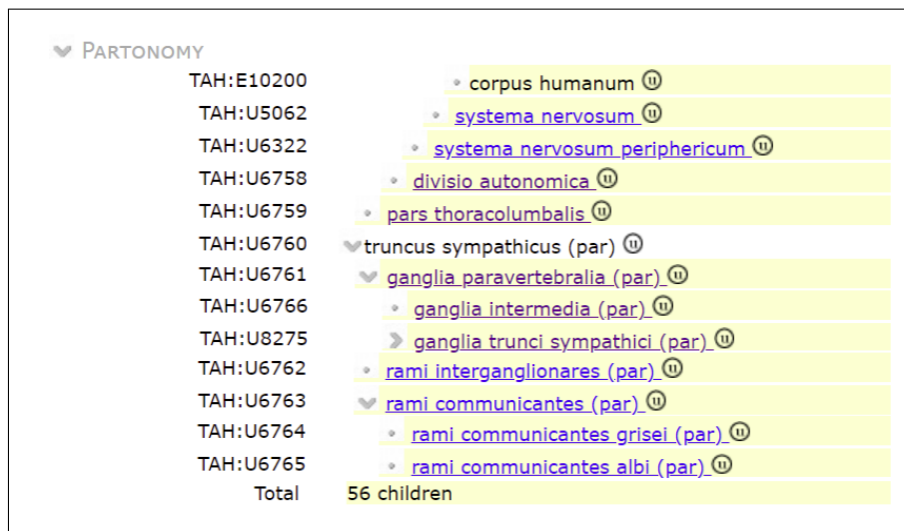 PARTONOMY
TAH:E10200 corpus humanum u
TAH:U5062 systema nervosum u
TAH:U6322 systema nervosum periphericum u
TAH:U6758 divisio autonomica u
TAH:U6759 pars thoracolumbalis u
TAH:U6760 truncus sympathicus (par) u
TAH:U6761 ganglia paravertebralia (par) u
TAH:U6766 ganglia intermedia (par) u
TAH:U8275 ganglia trunci sympathici (par) u
TAH:U6762 rami interganglionares (par) u
TAH:U6763 rami communicantes (par) u
TAH:U6764 rami communicantes grisei (par) u
TAH:U6765 rami communicantes albi (par) u
Total 56 children